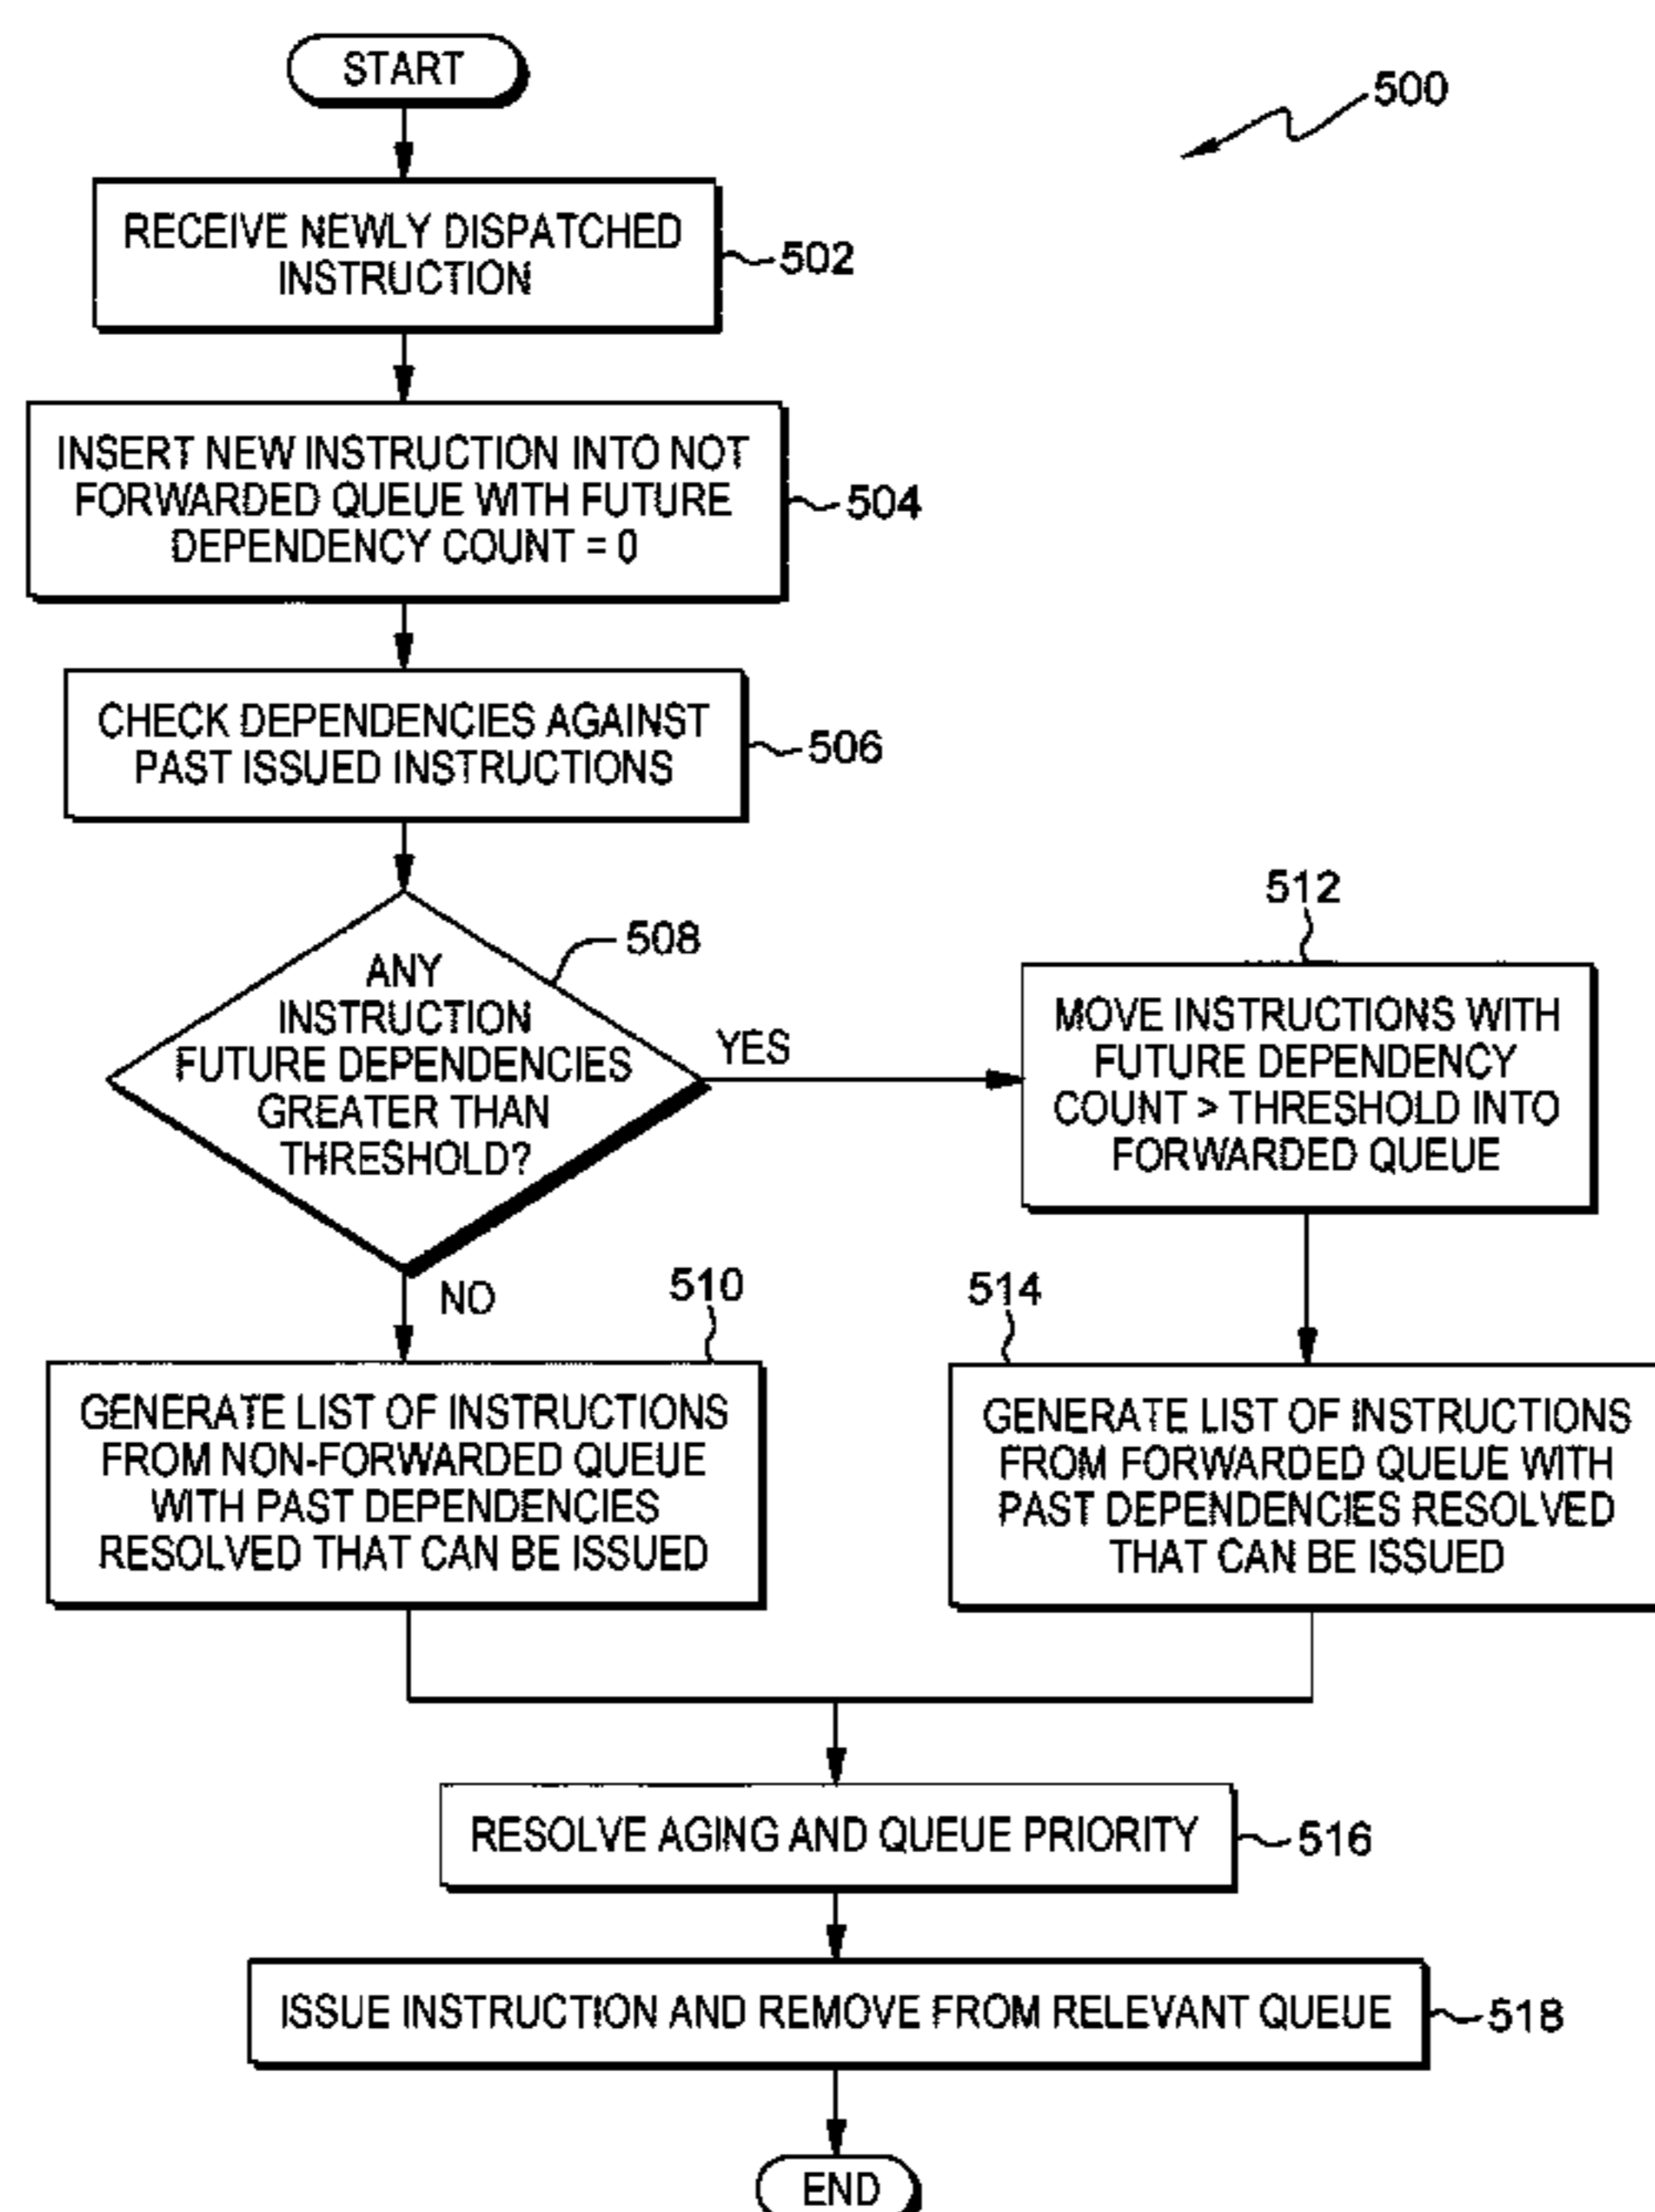 START
500
RECEIVE NEWLY DISPATCHED
INSTRUCTION
502
INSERT NEW INSTRUCTION INTO NOT
FORWARDED QUEUE WITH FUTURE
DEPENDENCY COUNT = 0
504
CHECK DEPENDENCIES AGAINST
PAST ISSUED INSTRUCTIONS
506
ANY
INSTRUCTION
FUTURE DEPENDENCIES
GREATER THAN
THRESHOLD?
508
YES
NO
512
MOVE INSTRUCTIONS WITH
FUTURE DEPENDENCY
COUNT > THRESHOLD INTO
FORWARDED QUEUE
510
GENERATE LIST OF INSTRUCTIONS
FROM NON-FORWARDED QUEUE
WITH PAST DEPENDENCIES
RESOLVED THAT CAN BE ISSUED
514
GENERATE LIST OF INSTRUCTIONS
FROM FORWARDED QUEUE WITH
PAST DEPENDENCIES RESOLVED
THAT CAN BE ISSUED
RESOLVE AGING AND QUEUE PRIORITY
516
ISSUE INSTRUCTION AND REMOVE FROM RELEVANT QUEUE
518
END